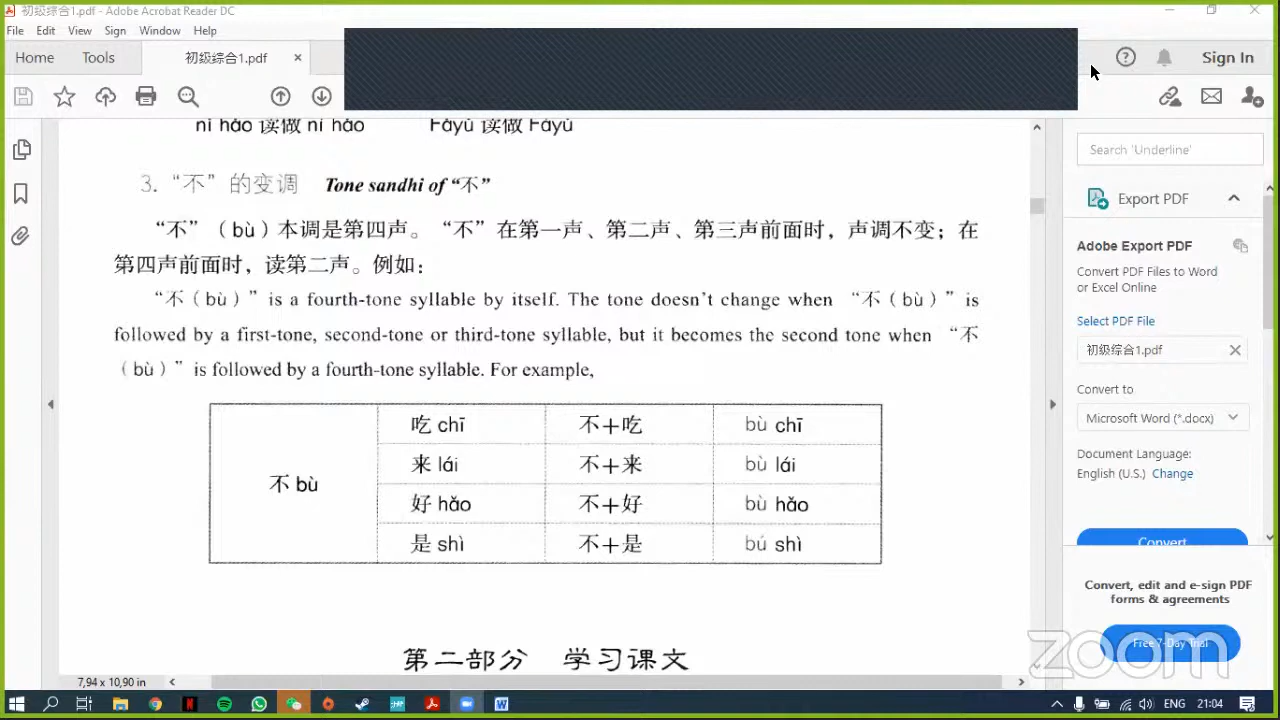 初级综合1.pdf - Adobe Acrobat Reader DC
File Edit View Sign Window Help
Home Tools 初级综合1.pdf × Sign In
nǐ hǎo 读做 ní hǎo Fǎyǔ 读做 Fáyǔ
3. “不”的变调 Tone sandhi of “不”
“不”（bù）本调是第四声。“不”在第一声、第二声、第三声前面时，声调不变；在
第四声前面时，读第二声。例如：
“不（bù）” is a fourth-tone syllable by itself. The tone doesn't change when “不（bù）” is
followed by a first-tone, second-tone or third-tone syllable, but it becomes the second tone when “不
（bù）” is followed by a fourth-tone syllable. For example,
不 bù
吃 chī 不+吃 bù chī
来 lái 不+来 bù lái
好 hǎo 不+好 bù hǎo
是 shì 不+是 bú shì
第二部分 学习课文
7,94 x 10,90 in
Search 'Underline'
Export PDF
Adobe Export PDF
Convert PDF Files to Word
or Excel Online
Select PDF File
初级综合1.pdf
Convert to
Microsoft Word (*.docx)
Document Language:
English (U.S.) Change
Convert
Convert, edit and e-sign PDF
forms & agreements
Free 7-Day Trial
zoom
ENG 21:04